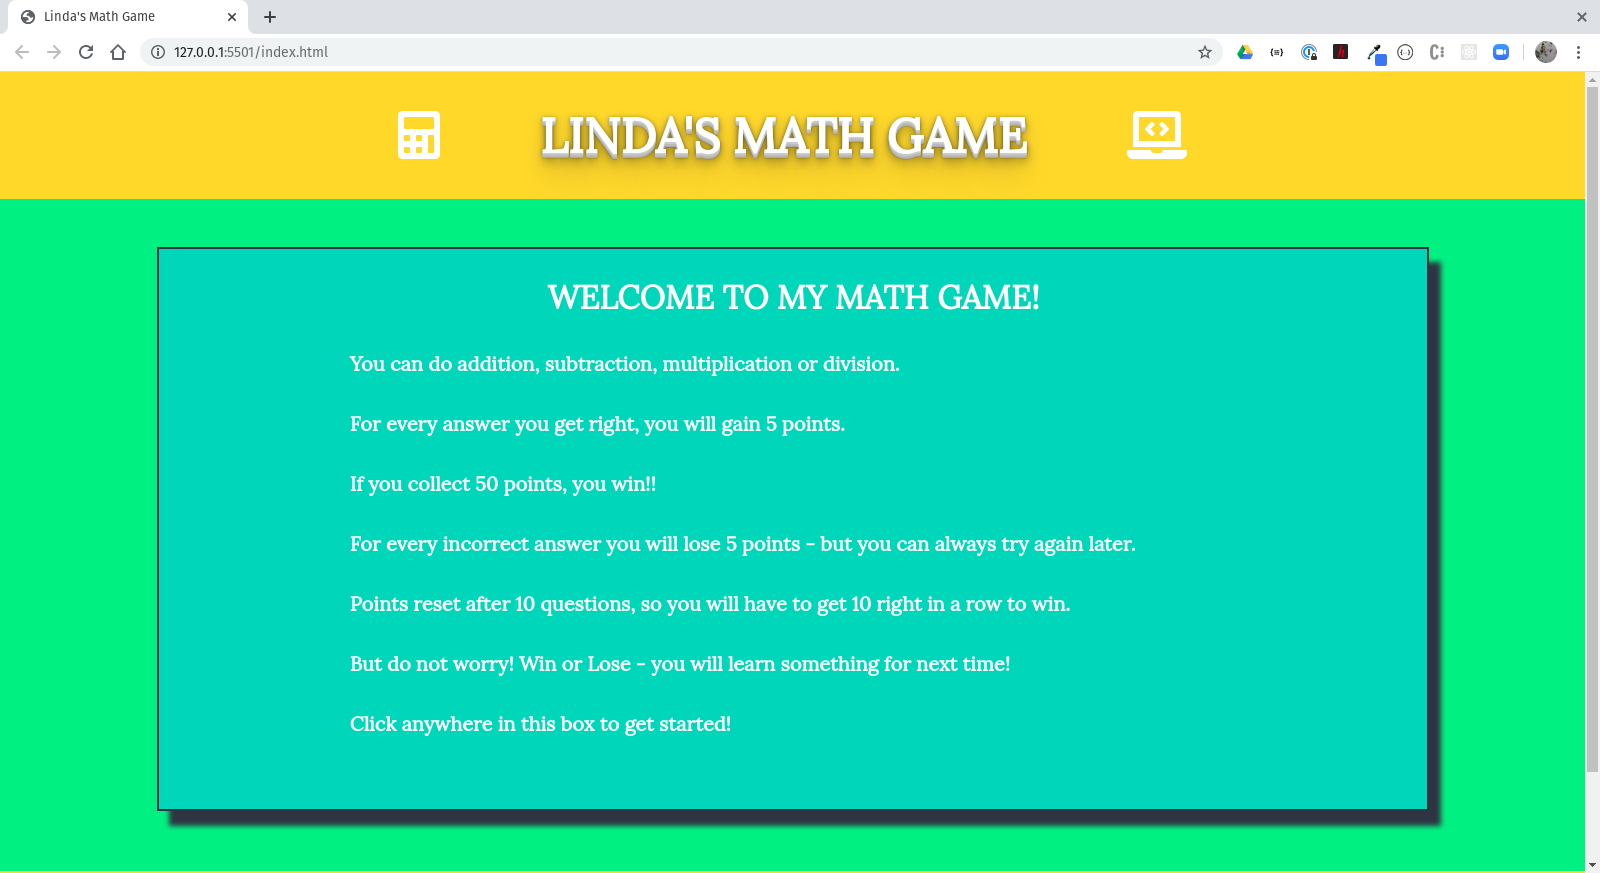 Linda's Math Game
127.0.0.1:5501/index.html
LINDA'S MATH GAME
WELCOME TO MY MATH GAME!
You can do addition, subtraction, multiplication or division.
For every answer you get right, you will gain 5 points.
If you collect 50 points, you win!!
For every incorrect answer you will lose 5 points - but you can always try again later.
Points reset after 10 questions, so you will have to get 10 right in a row to win.
But do not worry! Win or Lose - you will learn something for next time!
Click anywhere in this box to get started!